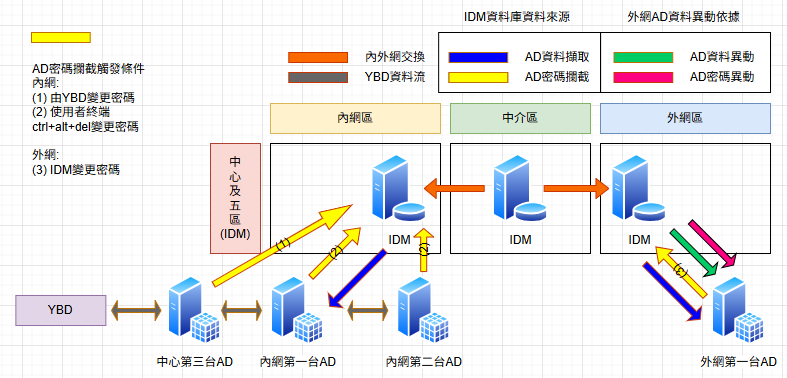 IDM資料庫資料來源
外網AD資料異動依據
內外網交換
AD資料擷取
AD資料異動
YBD資料流
AD密碼攔截
AD密碼異動
AD密碼攔截觸發條件
內網:
(1) 由YBD變更密碼
(2) 使用者終端
ctrl+alt+del變更密碼
外網:
(3) IDM變更密碼
內網區
中介區
外網區
中
心
及
五
區
(IDM)
IDM
IDM
IDM
(1)
(2)
(2)
(3)
YBD
中心第三台AD
內網第一台AD
內網第二台AD
外網第一台AD